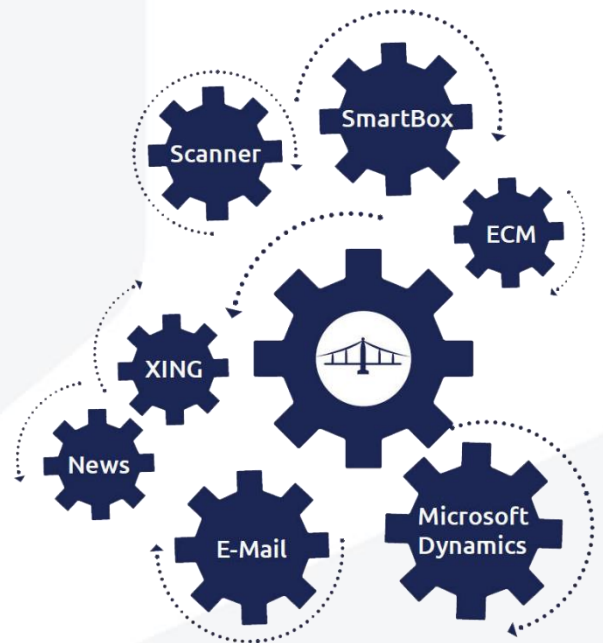 SmartBox
Scanner
ECM
XING
News
Microsoft
Dynamics
E-Mail